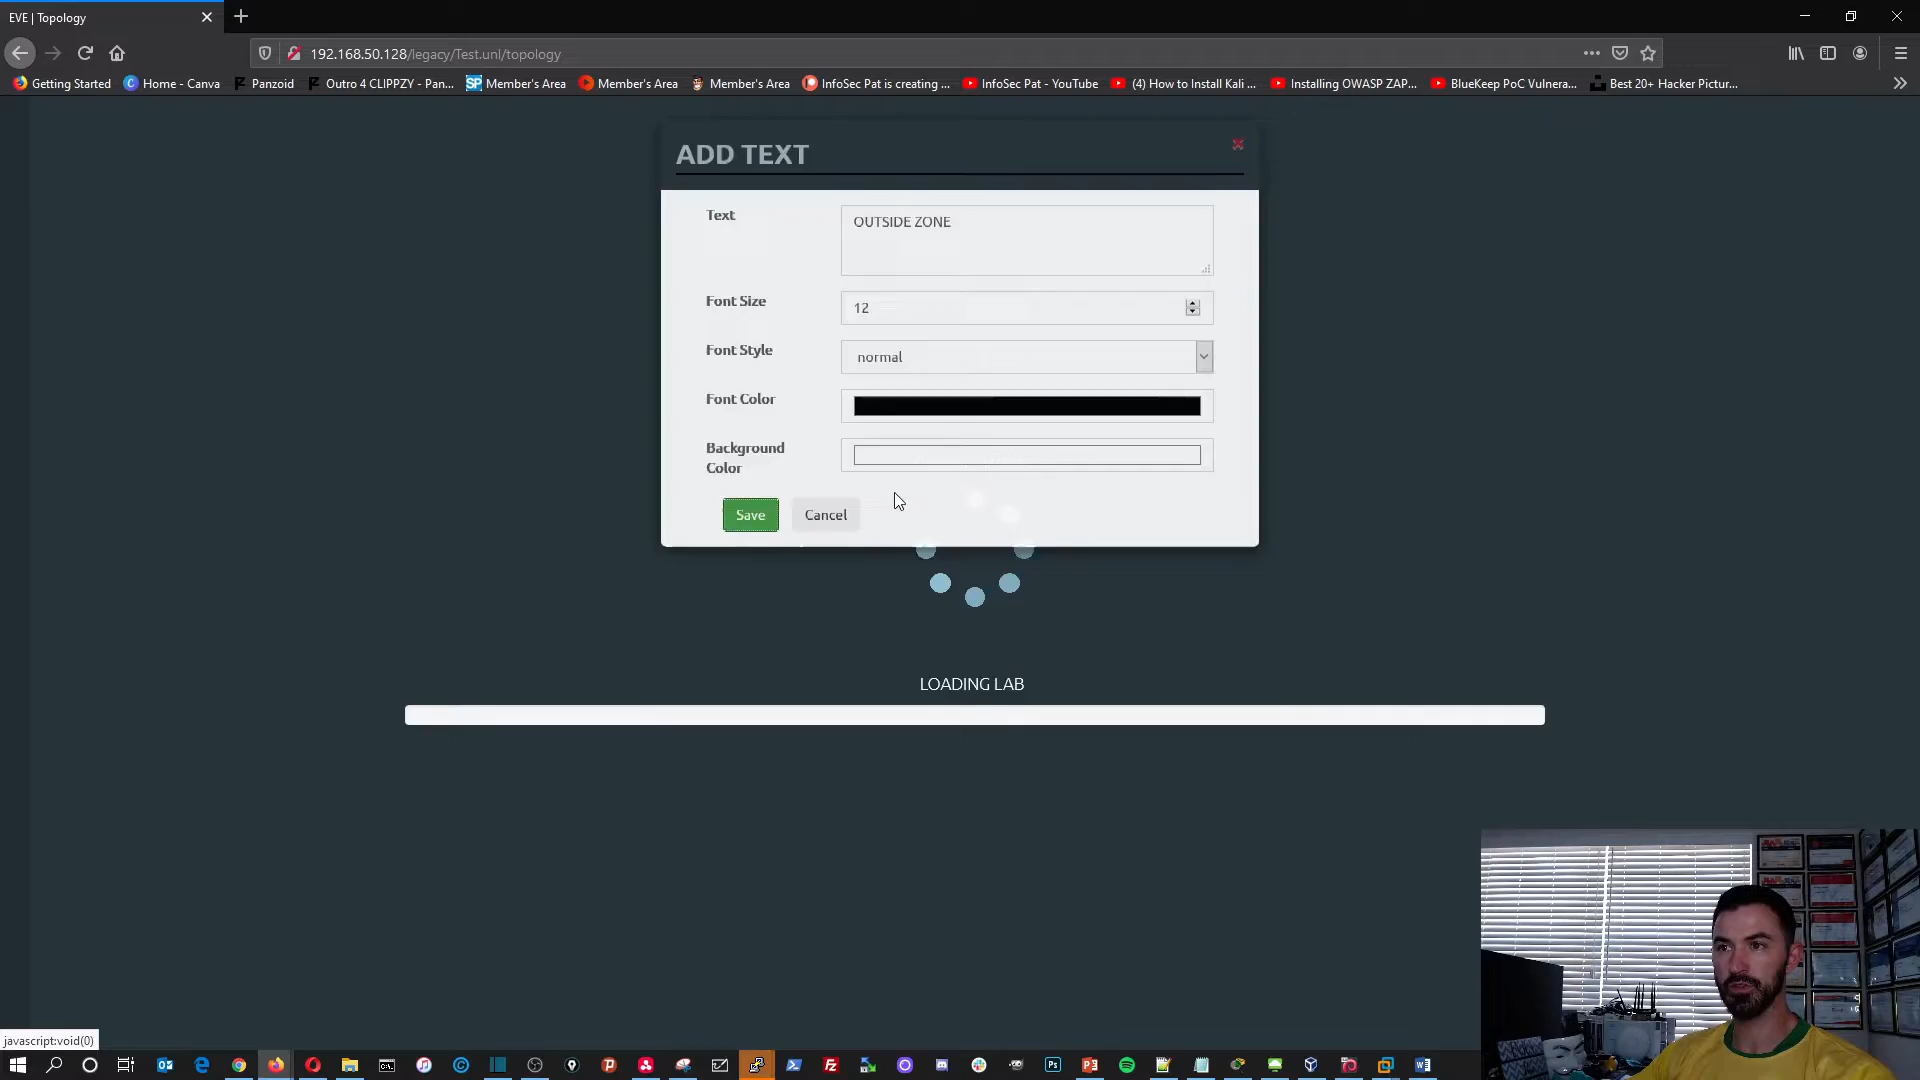 EVE | Topology
192.168.50.128/legacy/Test.unl/topology
Getting Started
Home - Canva
Panzoid
Outro 4 CLIPPZY - Pan...
Member's Area
Member's Area
Member's Area
InfoSec Pat is creating ...
InfoSec Pat - YouTube
(4) How to Install Kali ...
Installing OWASP ZAP...
BlueKeep PoC Vulnera...
Best 20+ Hacker Pictur...
ADD TEXT
Text
OUTSIDE ZONE
Font Size
12
Font Style
normal
Font Color
Background
Color
Save
Cancel
LOADING LAB
javascript:void(0)